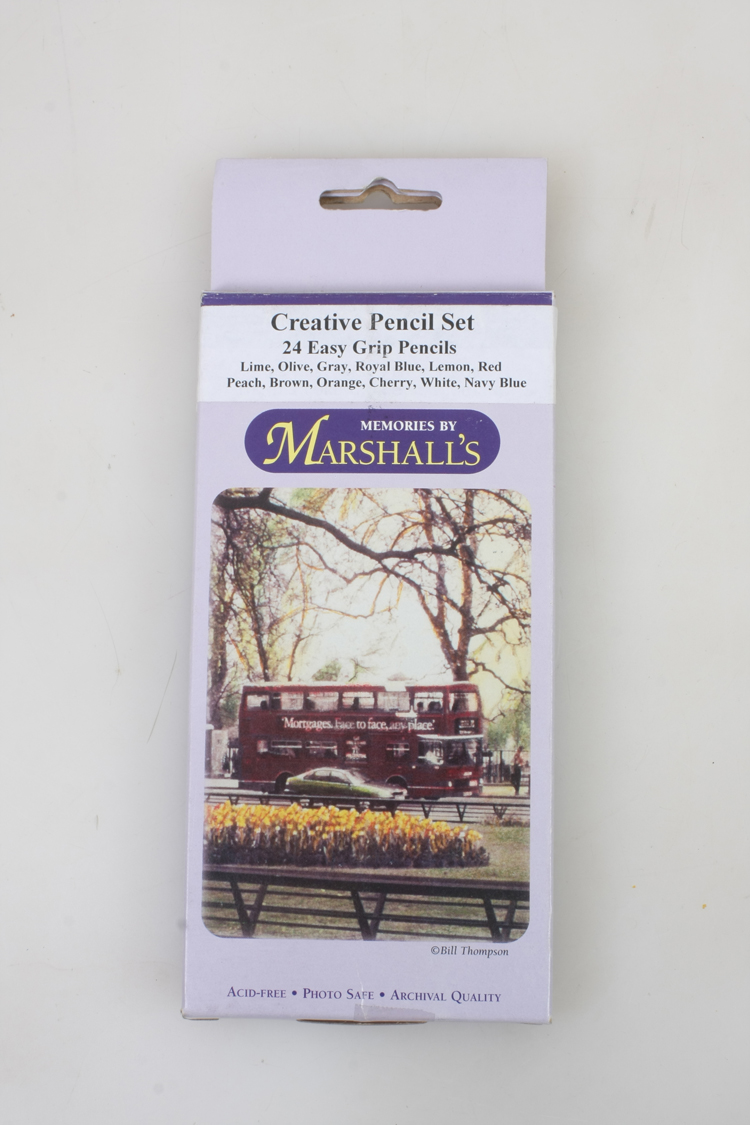 Creative Pencil Set
24 Easy Grip Pencils
Lime, Olive, Gray, Royal Blue, Lemon, Red
Peach, Brown, Orange, Cherry, White, Navy Blue
MEMORIES BY
MARSHALL'S
'Mortgages. Face to face, any place.'
©Bill Thompson
ACID-FREE • PHOTO SAFE • ARCHIVAL QUALITY